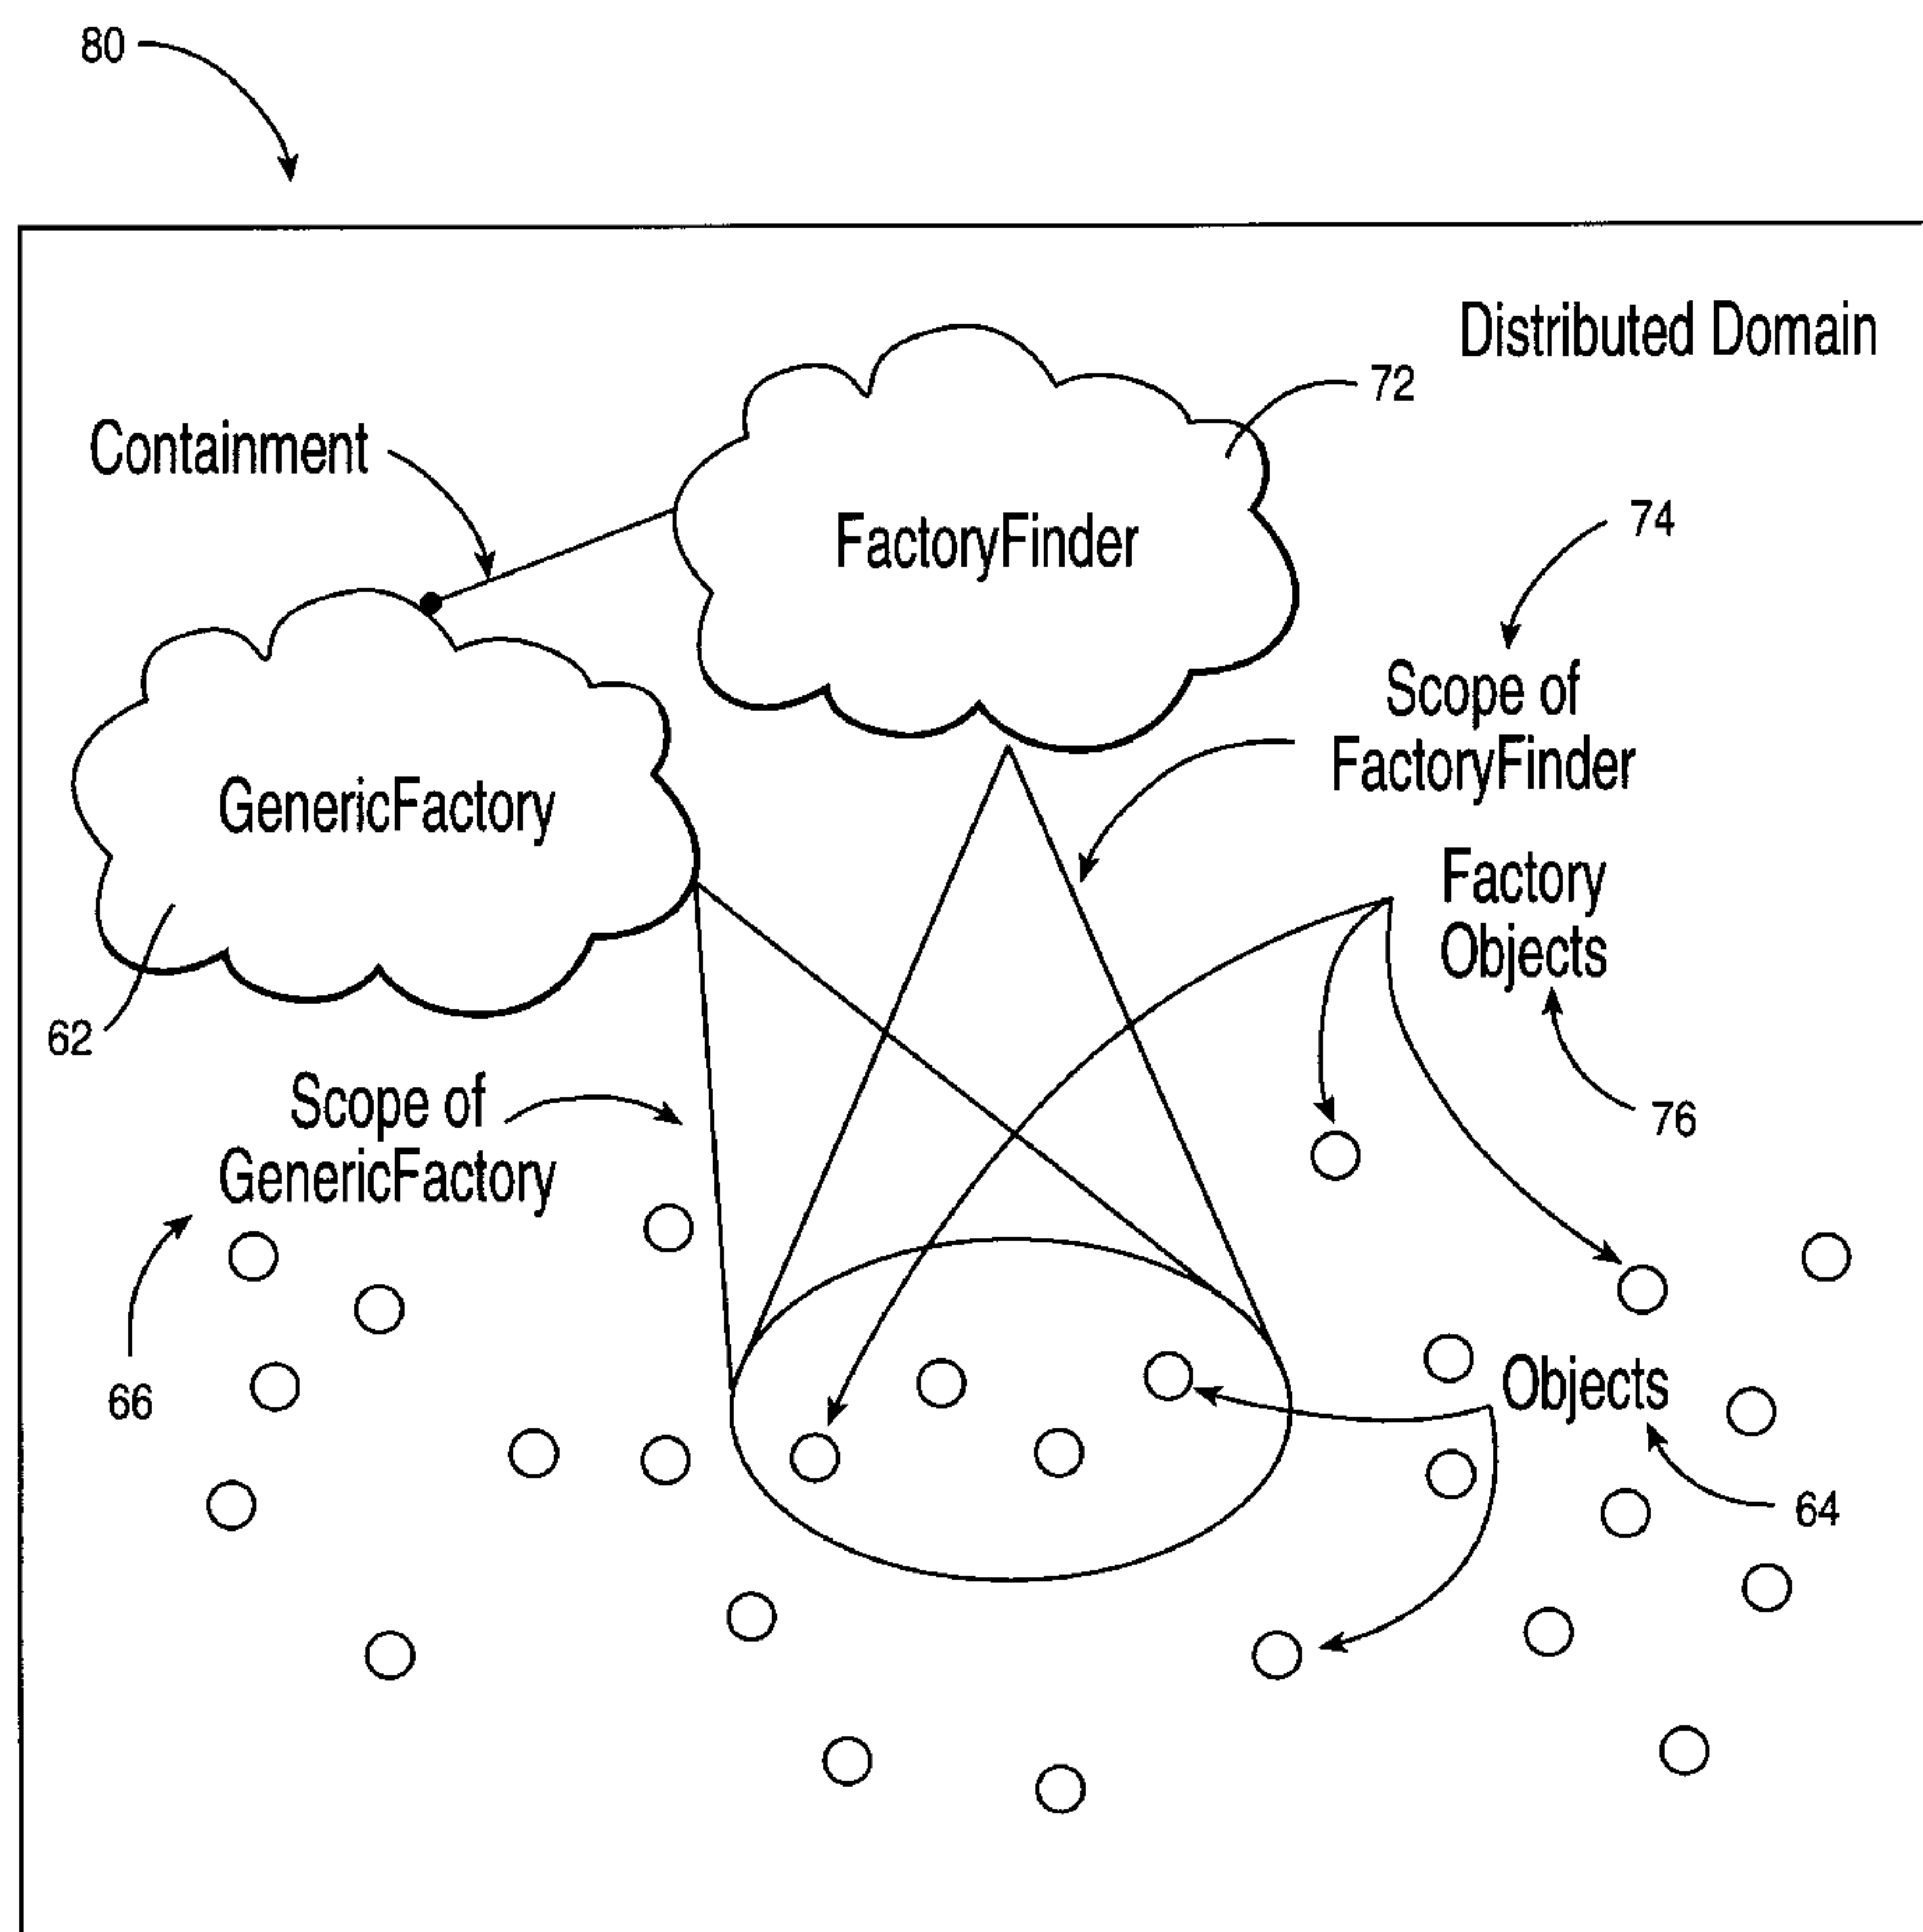 80
Distributed Domain
72
Containment
FactoryFinder
74
Scope of
FactoryFinder
GenericFactory
Factory
Objects
62
Scope of
GenericFactory
76
66
Objects
64